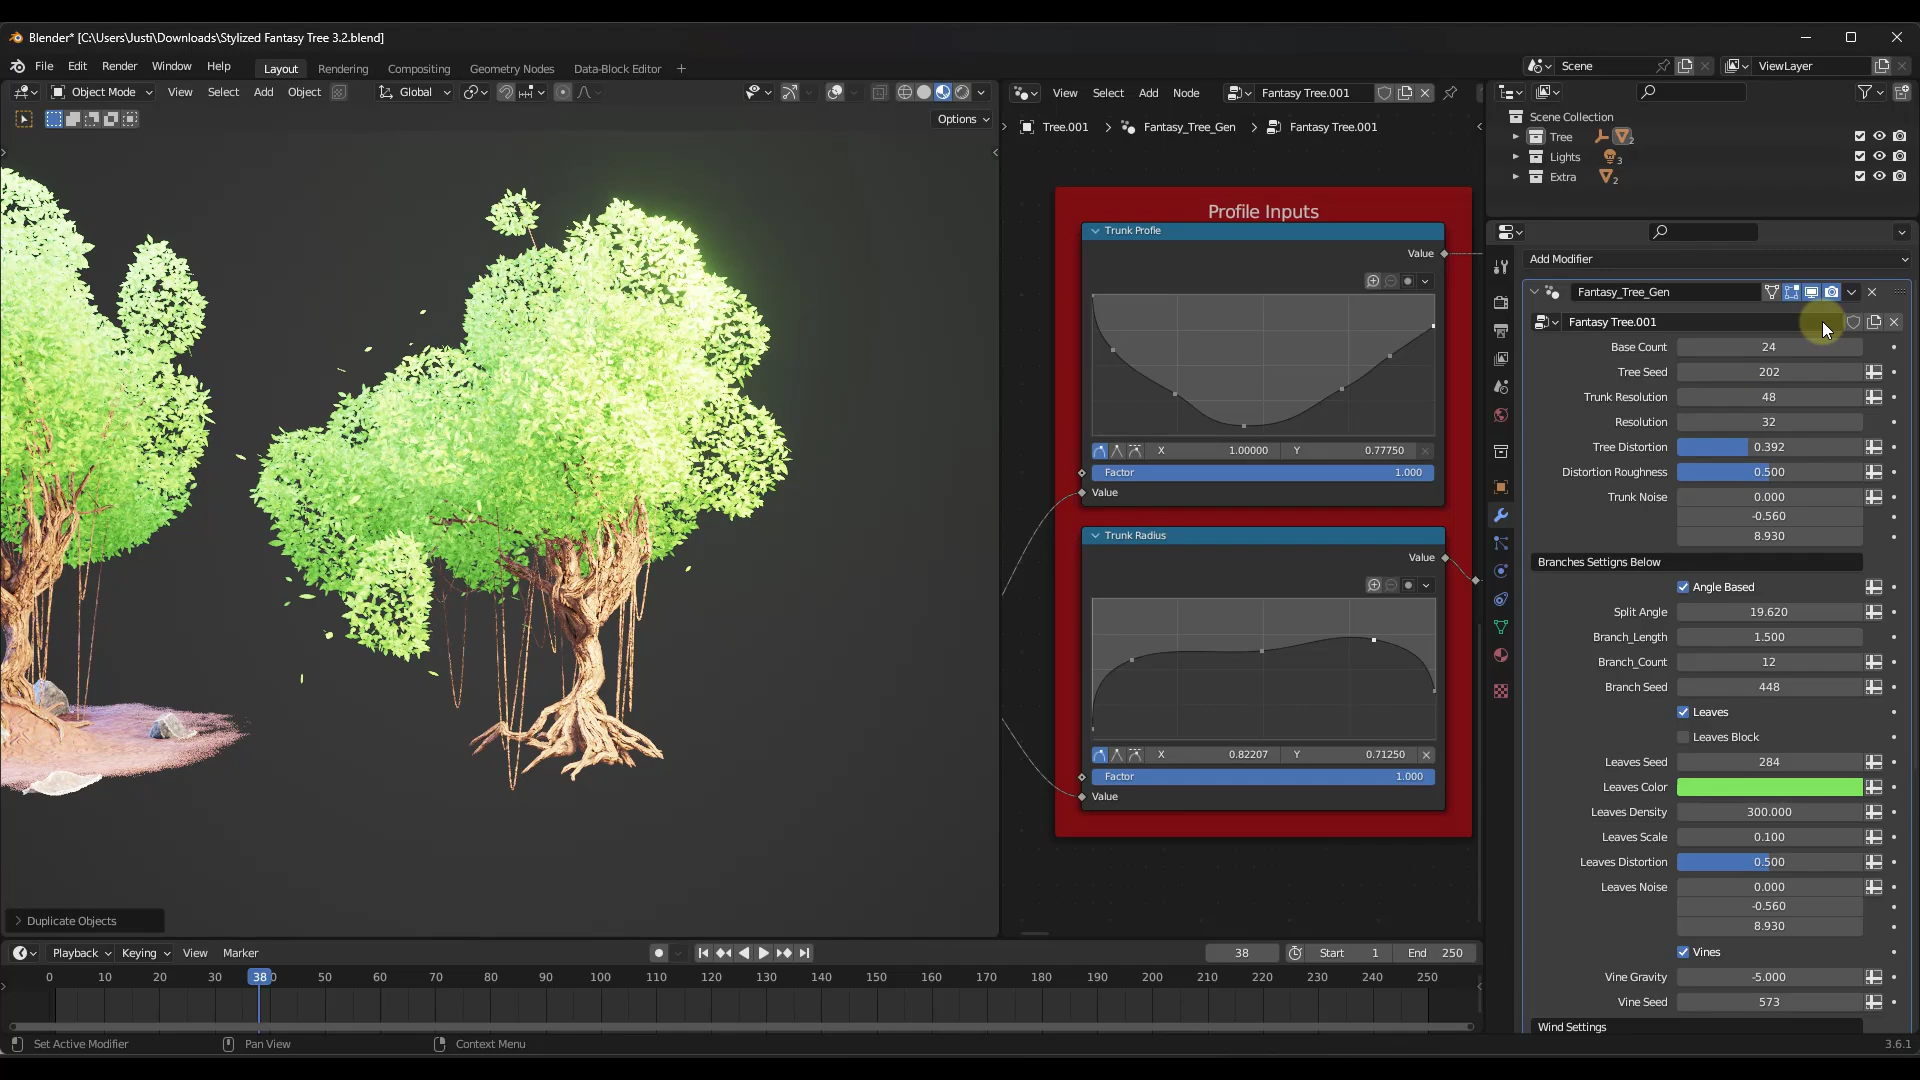 Blender* [C:\Users\Justi\Downloads\Stylized Fantasy Tree 3.2.blend]
File Edit Render Window Help Layout Rendering Compositing Geometry Nodes Data-Block Editor + Scene ViewLayer
Object Mode View Select Add Object Global View Select Add Node Fantasy Tree.001
Options
Tree.001 > Fantasy_Tree_Gen > Fantasy Tree.001
Scene Collection
Tree 2
Lights 3
Extra 2
Profile Inputs
Trunk Profie
Value
X 1.00000 Y 0.77750
Factor 1.000
Value
Trunk Radius
Value
X 0.82207 Y 0.71250
Factor 1.000
Value
Add Modifier
Fantasy_Tree_Gen
Fantasy Tree.001
Base Count 24
Tree Seed 202
Trunk Resolution 48
Resolution 32
Tree Distortion 0.392
Distortion Roughness 0.500
Trunk Noise 0.000
-0.560
8.930
Branches Settigns Below
Angle Based
Split Angle 19.620
Branch_Length 1.500
Branch_Count 12
Branch Seed 448
Leaves
Leaves Block
Leaves Seed 284
Leaves Color
Leaves Density 300.000
Leaves Scale 0.100
Leaves Distortion 0.500
Leaves Noise 0.000
-0.560
8.930
Vines
Vine Gravity -5.000
Vine Seed 573
Wind Settings
> Duplicate Objects
Playback Keying View Marker 38 Start 1 End 250
0 10 20 30 38 0 50 60 70 80 90 100 110 120 130 140 150 160 170 180 190 200 210 220 230 240 250
Set Active Modifier Pan View Context Menu 3.6.1